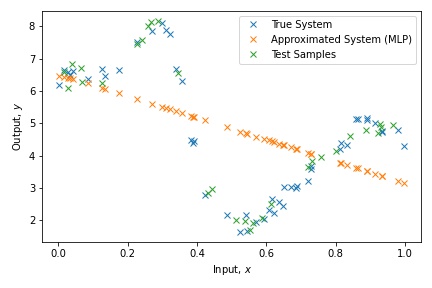 True System
Approximated System (MLP)
Test Samples
Output, y
8
7
6
5
4
3
2
0.0 0.2 0.4 0.6 0.8 1.0
Input, x